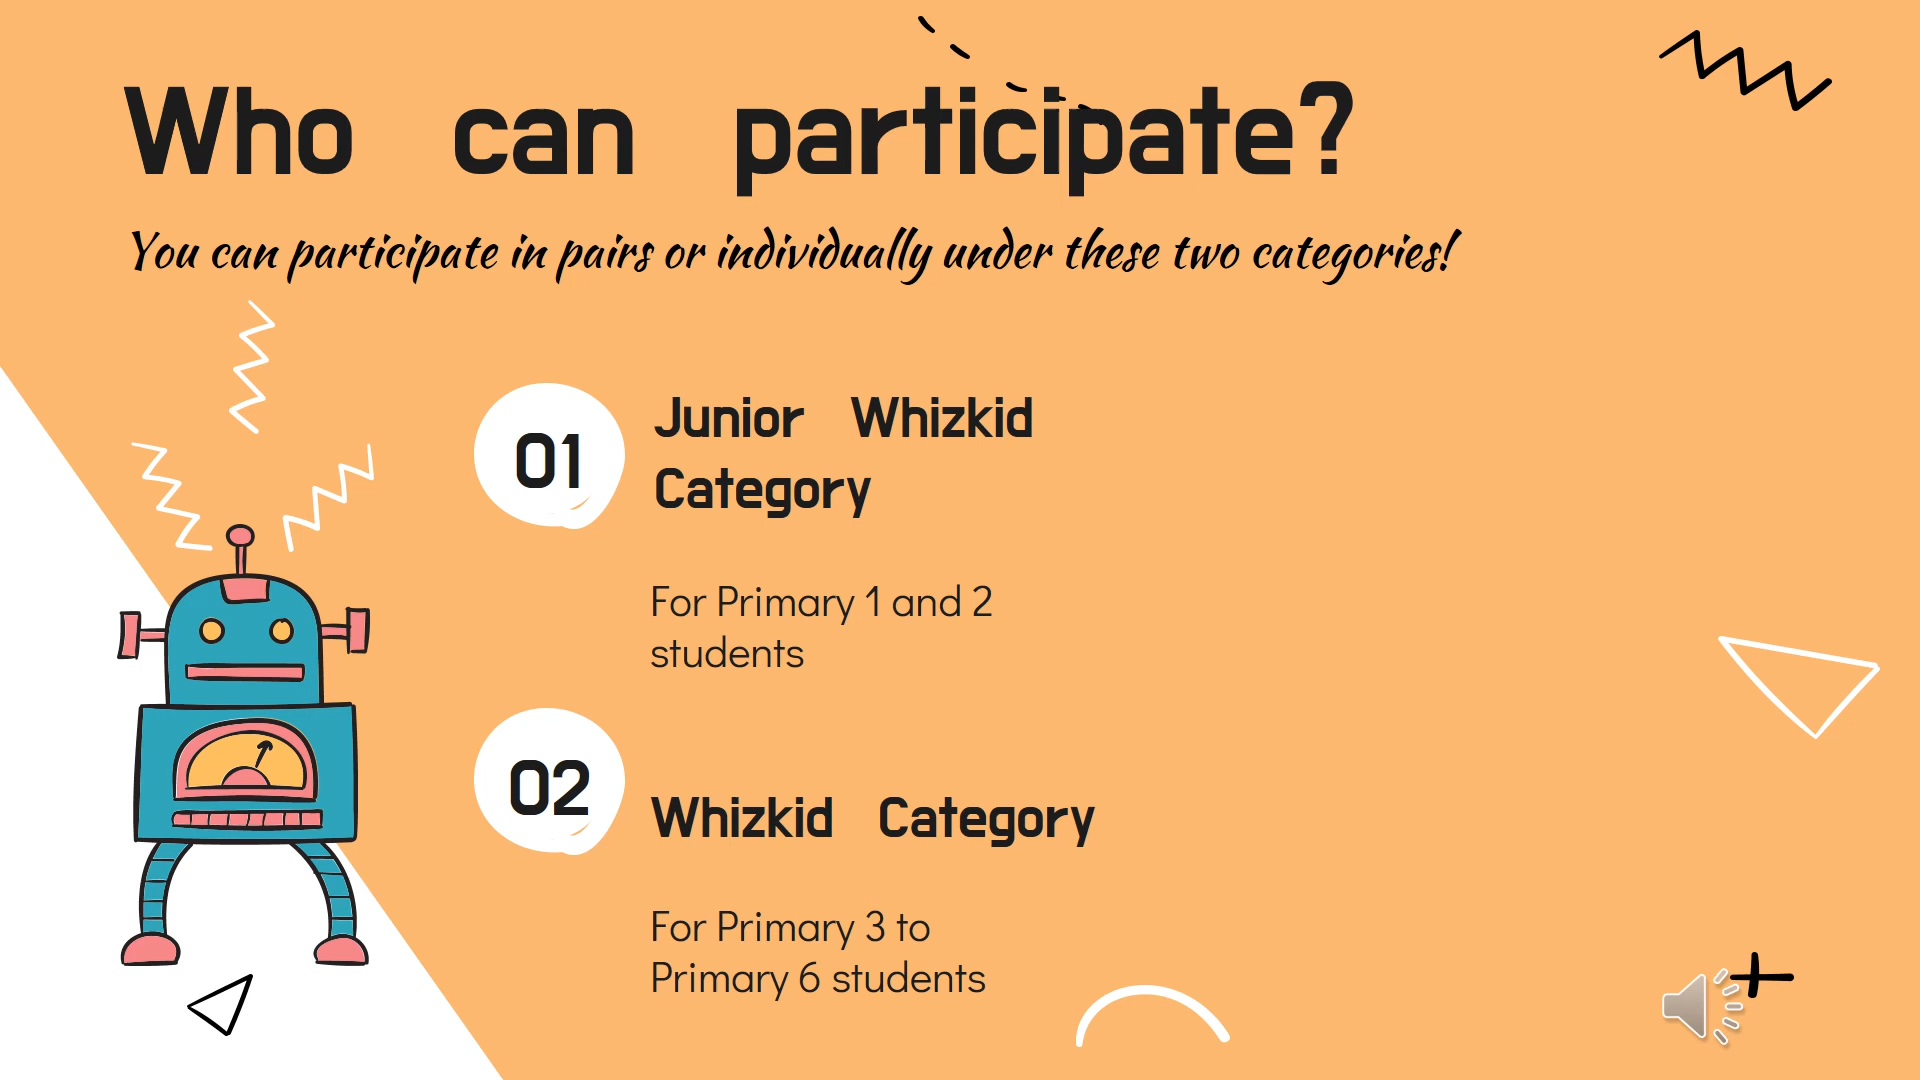 Who can participate?
You can participate in pairs or individually under these two categories!
01
Junior Whizkid
Category
For Primary 1 and 2
students
02
Whizkid Category
For Primary 3 to
Primary 6 students